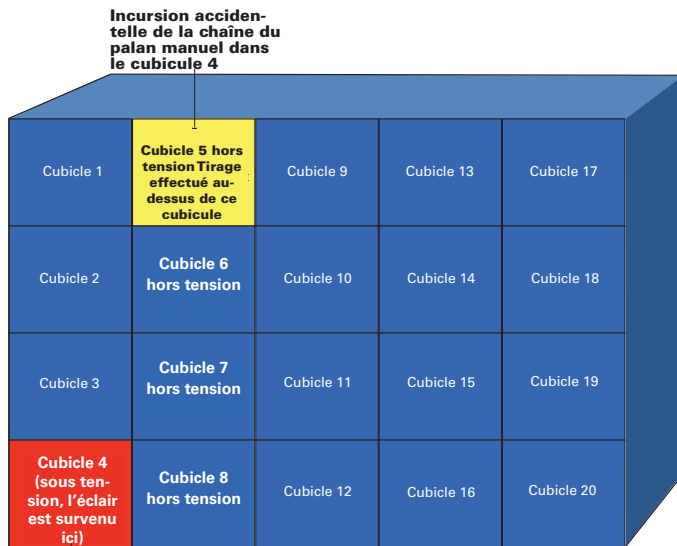 Incursion acciden-
telle de la chaîne du
palan manuel dans
le cubicule 4
Cubicle 1
Cubicle 5 hors
tension Tirage
effectué au-
dessus de ce
cubicule
Cubicle 9
Cubicle 13
Cubicle 17
Cubicle 2
Cubicle 6
hors tension
Cubicle 10
Cubicle 14
Cubicle 18
Cubicle 3
Cubicle 7
hors tension
Cubicle 11
Cubicle 15
Cubicle 19
Cubicle 4
(sous ten-
sion, l’éclair
est survenu
ici)
Cubicle 8
hors tension
Cubicle 12
Cubicle 16
Cubicle 20